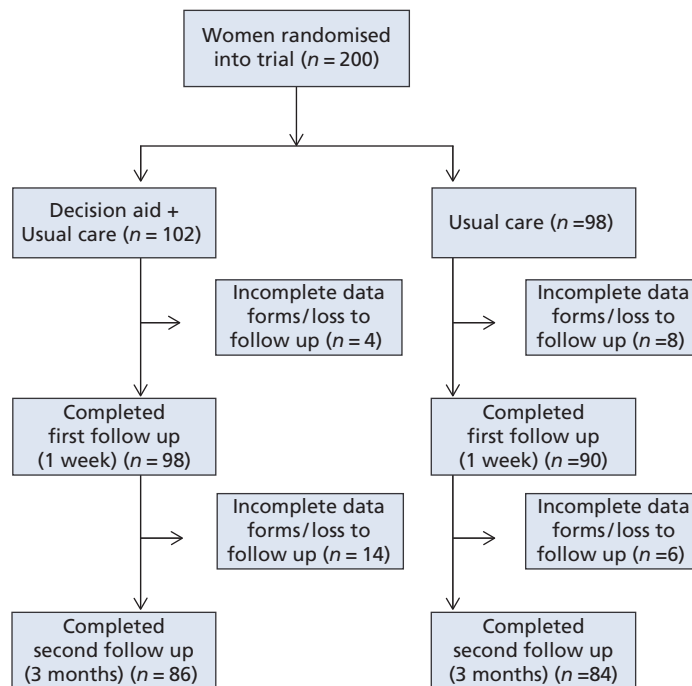 Women randomised
into trial (n = 200)
Decision aid +
Usual care (n = 102)
Usual care (n =98)
Incomplete data
forms/loss to
follow up (n = 4)
Incomplete data
forms/loss to
follow up (n =8)
Completed
first follow up
(1 week) (n = 98)
Completed
first follow up
(1 week) (n =90)
Incomplete data
forms/loss to
follow up (n = 14)
Incomplete data
forms/loss to
follow up (n =6)
Completed
second follow up
(3 months) (n = 86)
Completed
second follow up
(3 months) (n =84)